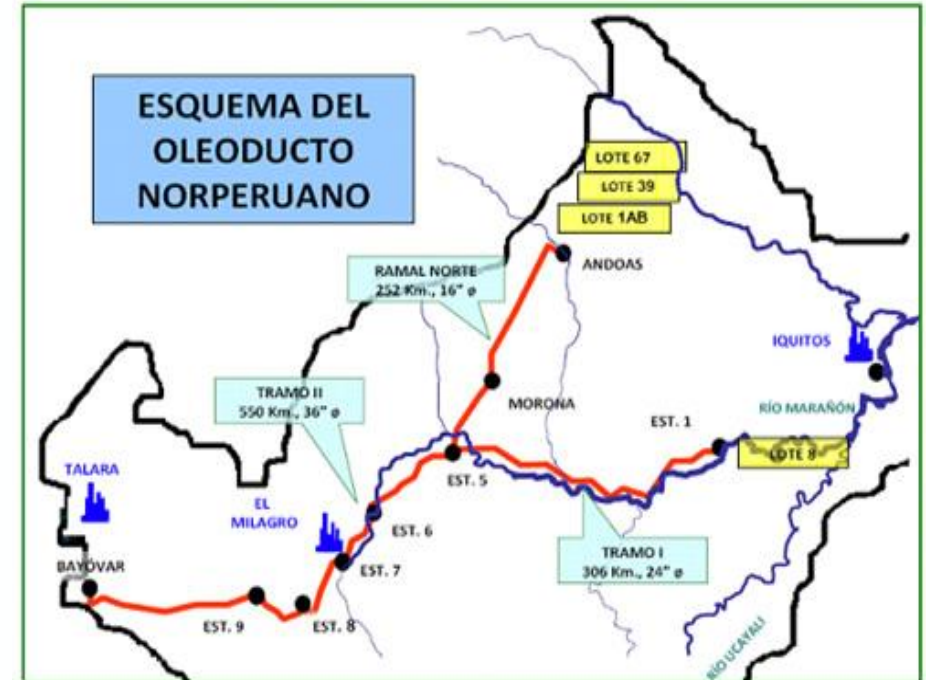 ESQUEMA DEL
OLEODUCTO
NORPERUANO
LOTE 67
LOTE 39
LOTE 1AB
ANDOAS
RAMAL NORTE
252 Km., 16" ø
IQUITOS
TRAMO II
550 Km., 36" ø
MORONA
RÍO MARAÑÓN
EST. 1
LOTE 8
TALARA
EST. 5
EL
MILAGRO
EST. 6
TRAMO I
306 Km., 24" ø
BAYÓVAR
EST. 7
EST. 9
EST. 8
RÍO UCAYALI